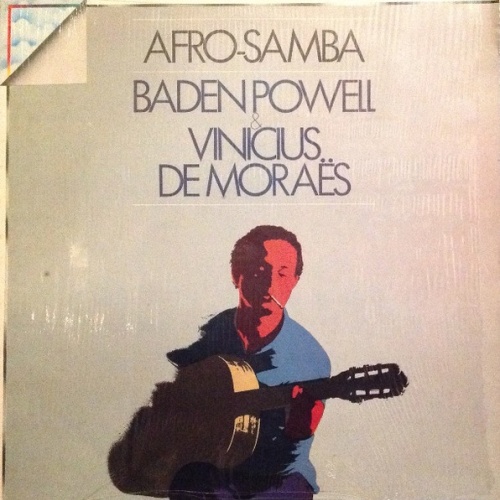 AFRO-SAMBA
BADEN POWELL
&
VINICIUS
DE MORAËS